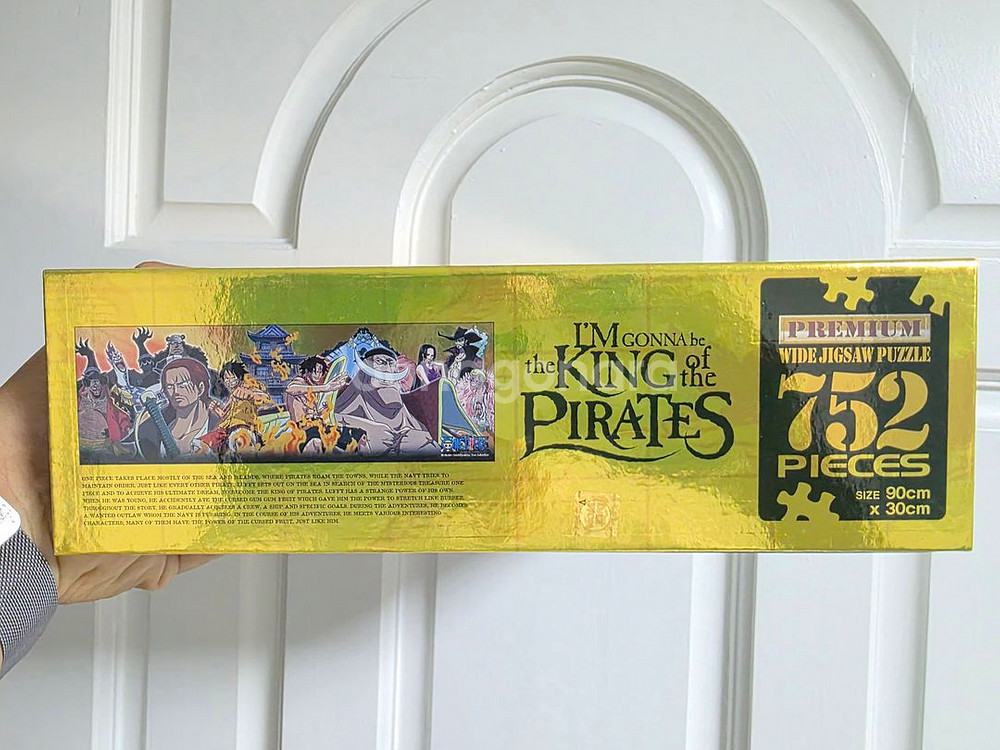 I'M GONNA be
the KING of the
PIRATES
PREMIUM
WIDE JIGSAW PUZZLE
752
PIECES
SIZE 90cm
x 30cm
ONE PIECE TAKES PLACE MOSTLY ON THE SEA AND ISLANDS, WHERE PIRATES ROAM THE TOWNS, WHILE THE NAVY TRIES TO
MAINTAIN ORDER. JUST LIKE EVERY OTHER PIRATE, LUFFY SETS OUT ON THE SEA IN SEARCH OF THE MYSTERIOUS TREASURE ONE
PIECE AND TO ACHIEVE HIS ULTIMATE DREAM, TO BECOME THE KING OF PIRATES. LUFFY HAS A STRANGE POWER OF HIS OWN.
WHEN HE WAS YOUNG, HE ACCIDENTLY ATE THE CURSED GUM GUM FRUIT WHICH GAVE HIM THE POWER TO STRETCH LIKE RUBBER.
THROUGHOUT THE STORY, HE GRADUALLY ACQUIRES A CREW, A SHIP, AND SPECIFIC GOALS. DURING THE ADVENTURES, HE BECOMES
A WANTED OUTLAW WHOM THE NAVY IS PURSUING. IN THE COURSE OF HIS ADVENTURE, HE MEETS VARIOUS INTERESTING
CHARACTERS; MANY OF THEM HAVE THE POWER OF THE CURSED FRUIT, JUST LIKE HIM.